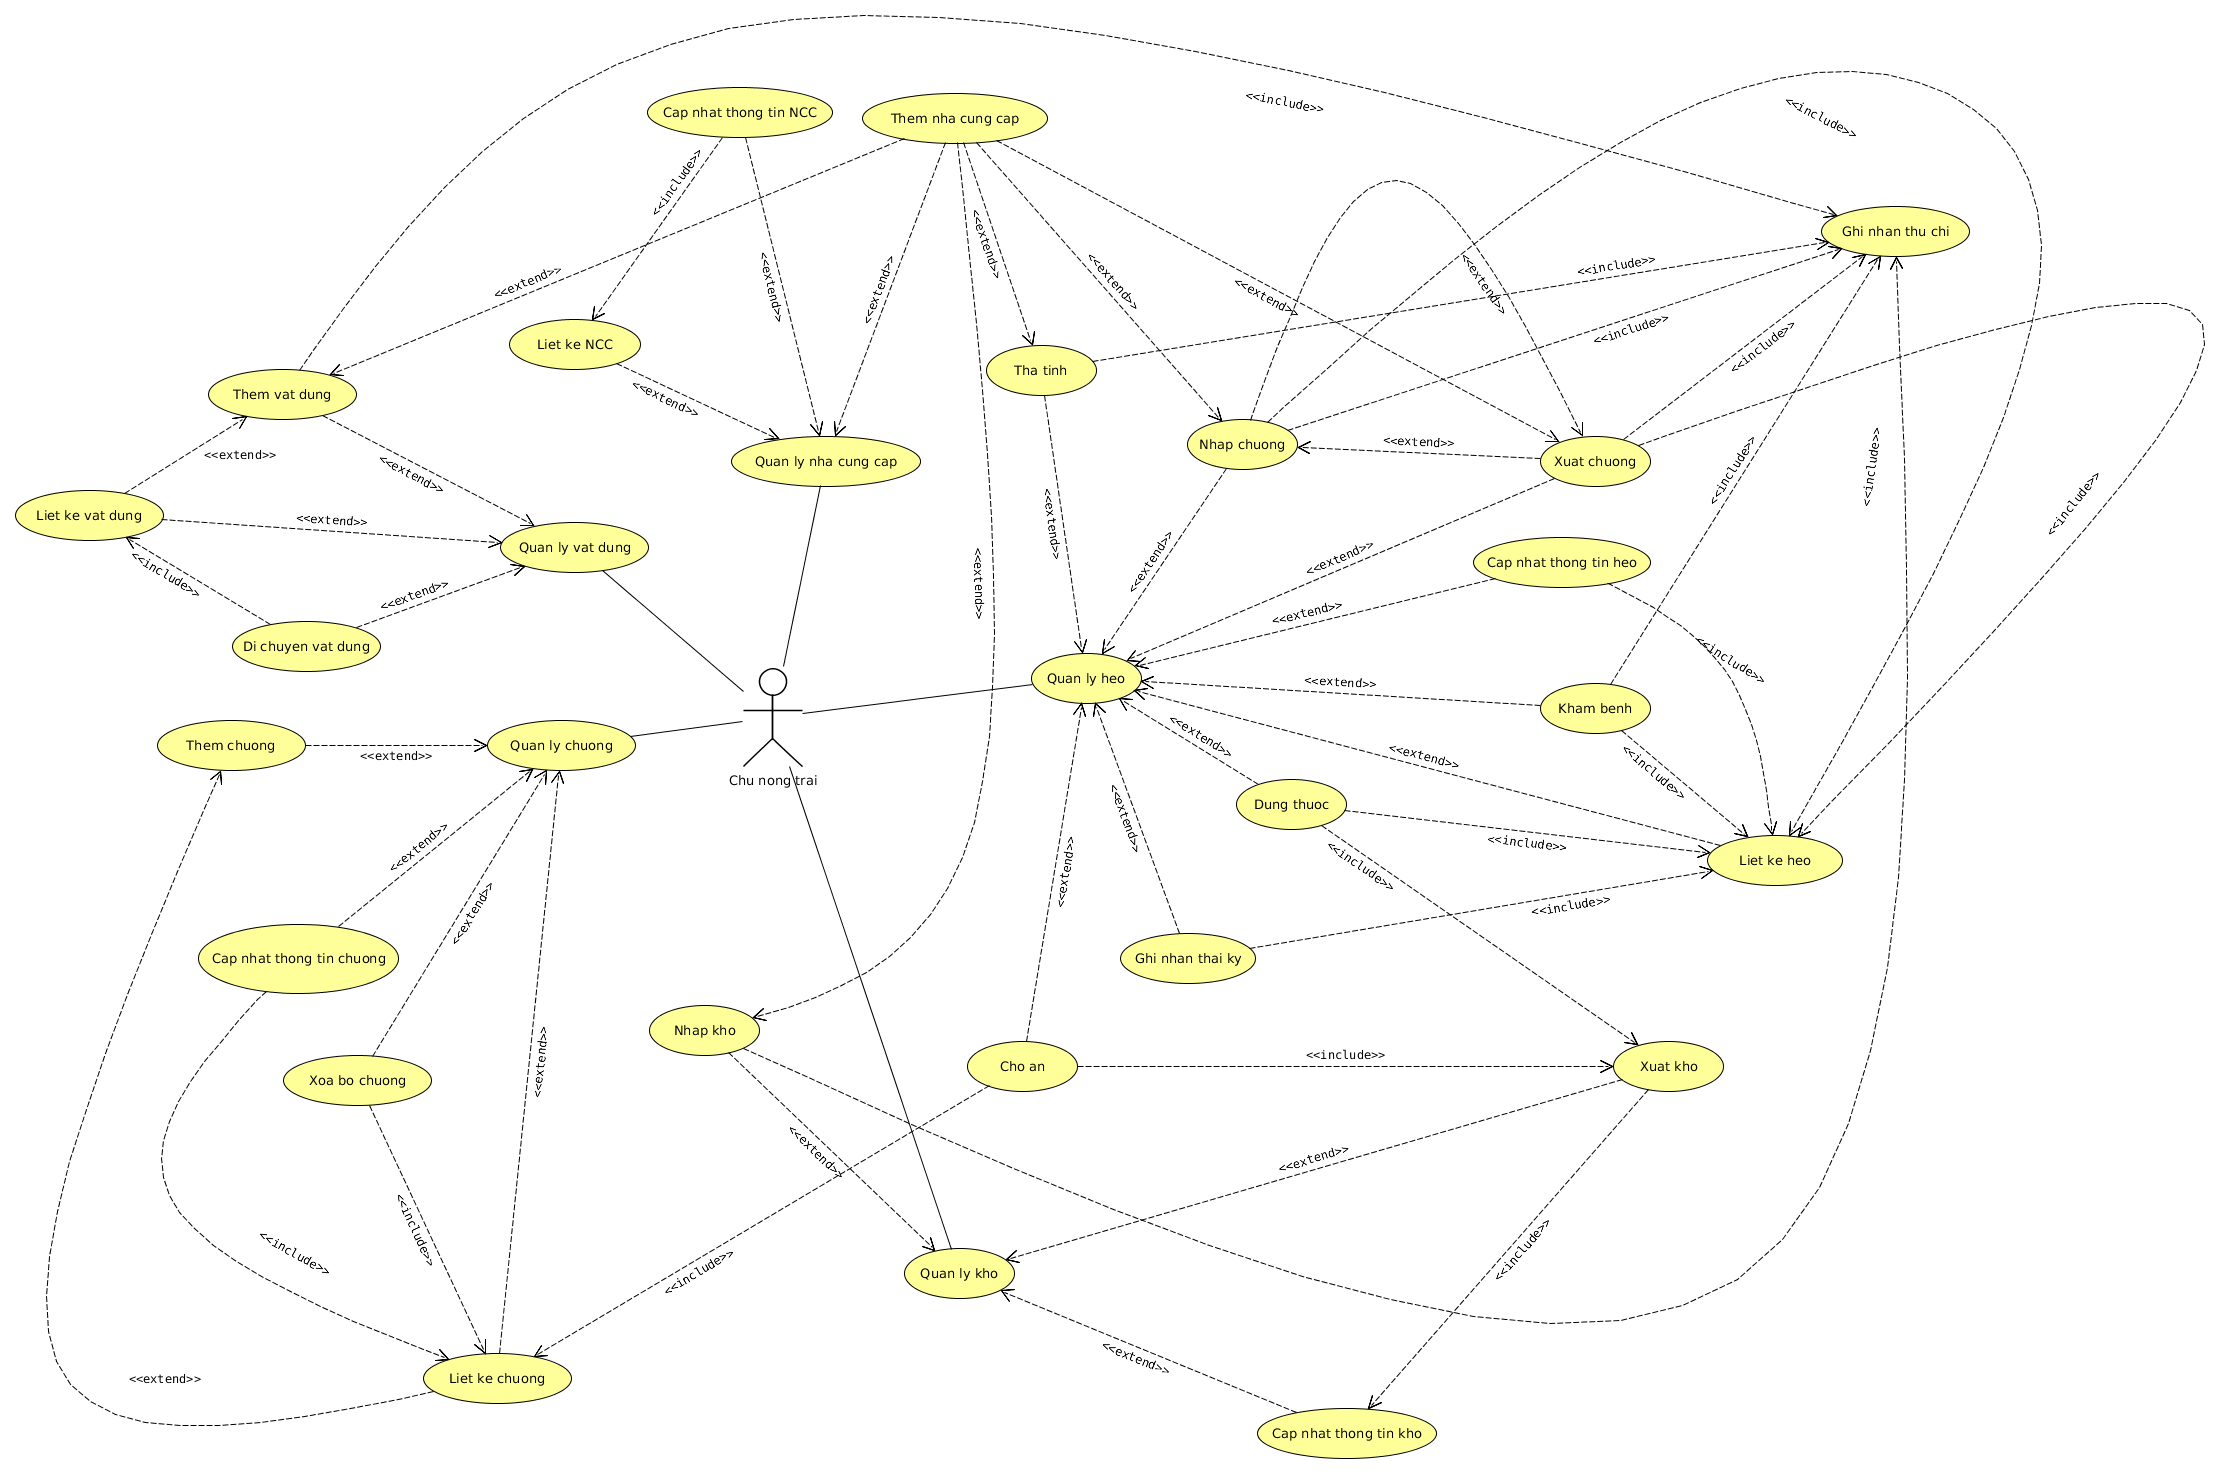 <<include>>
<<include>>
Cap nhat thong tin NCC
Them nha cung cap
<<include>>
Ghi nhan thu chi
<<extend>>
<<extend>>
<<extend>>
<<extend>>
<<extend>>
<<extend>>
<<extend>>
<<extend>>
<<include>>
Liet ke NCC
<<include>>
<<include>>
Tha tinh
Them vat dung
<<extend>>
Nhap chuong
<<extend>>
Xuat chuong
Quan ly nha cung cap
<<extend>>
<<extend>>
<<include>>
<<include>>
<<include>>
Liet ke vat dung
<<extend>>
<<extend>>
Quan ly vat dung
<<include>>
<<extend>>
<<extend>>
<<extend>>
<<extend>>
Cap nhat thong tin heo
<<extend>>
Di chuyen vat dung
<<include>>
Quan ly heo
<<extend>>
Kham benh
Them chuong
<<extend>>
Quan ly chuong
Chu nong trai
<<extend>>
<<extend>>
<<include>>
Dung thuoc
<<extend>>
<<include>>
Liet ke heo
<<extend>>
<<extend>>
<<include>>
<<extend>>
<<include>>
Cap nhat thong tin chuong
Ghi nhan thai ky
Nhap kho
<<extend>>
Xoa bo chuong
Cho an
<<include>>
Xuat kho
<<extend>>
<<extend>>
<<include>>
<<include>>
<<include>>
<<include>>
Quan ly kho
<<extend>>
<<extend>>
Liet ke chuong
Cap nhat thong tin kho